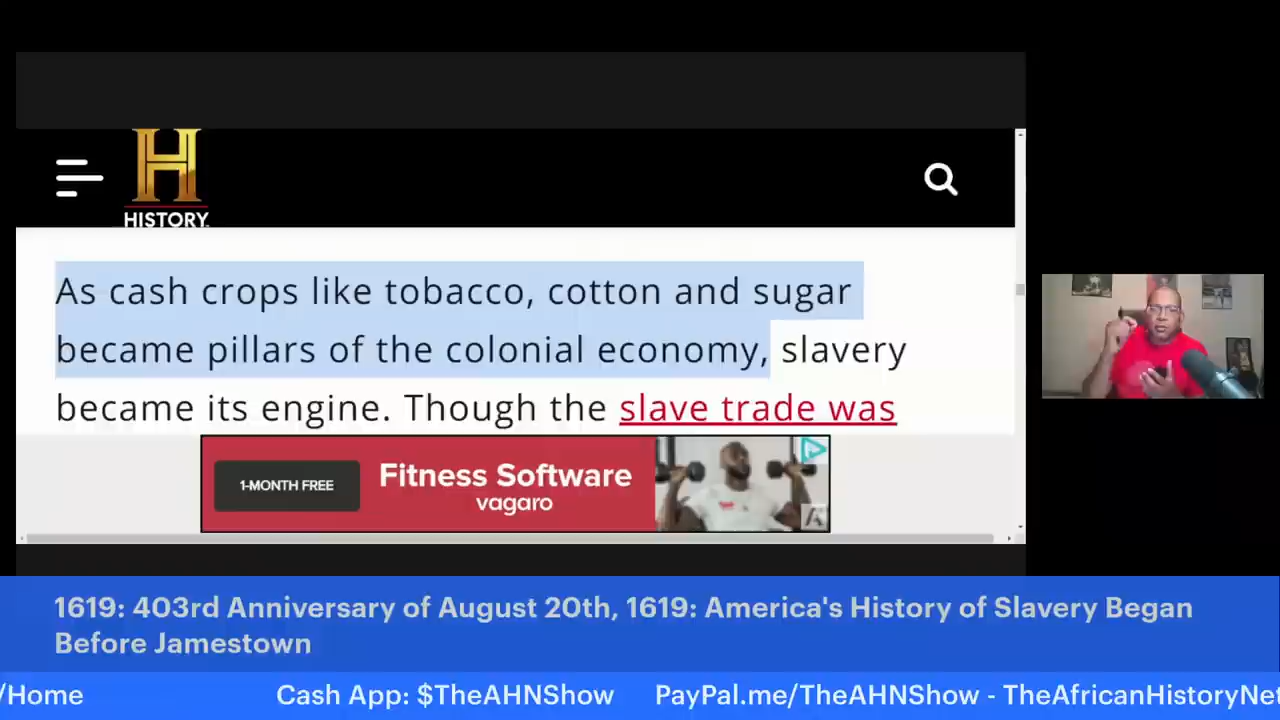 H
HISTORY.
As cash crops like tobacco, cotton and sugar
became pillars of the colonial economy, slavery
became its engine. Though the slave trade was
1-MONTH FREE
Fitness Software
vagaro
1619: 403rd Anniversary of August 20th, 1619: America's History of Slavery Began
Before Jamestown
/Home Cash App: $TheAHNShow PayPal.me/TheAHNShow - TheAfricanHistoryNet